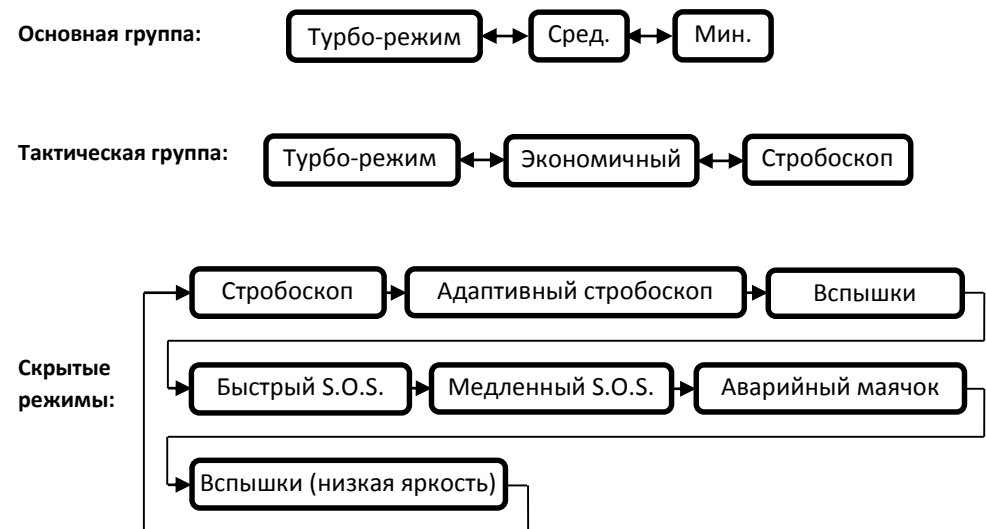 Основная группа: Турбо-режим Сред. Мин.
Тактическая группа: Турбо-режим Экономичный Стробоскоп
Стробоскоп Адаптивный стробоскоп Вспышки
Скрытые
режимы:
Быстрый S.O.S. Медленный S.O.S. Аварийный маячок
Вспышки (низкая яркость)